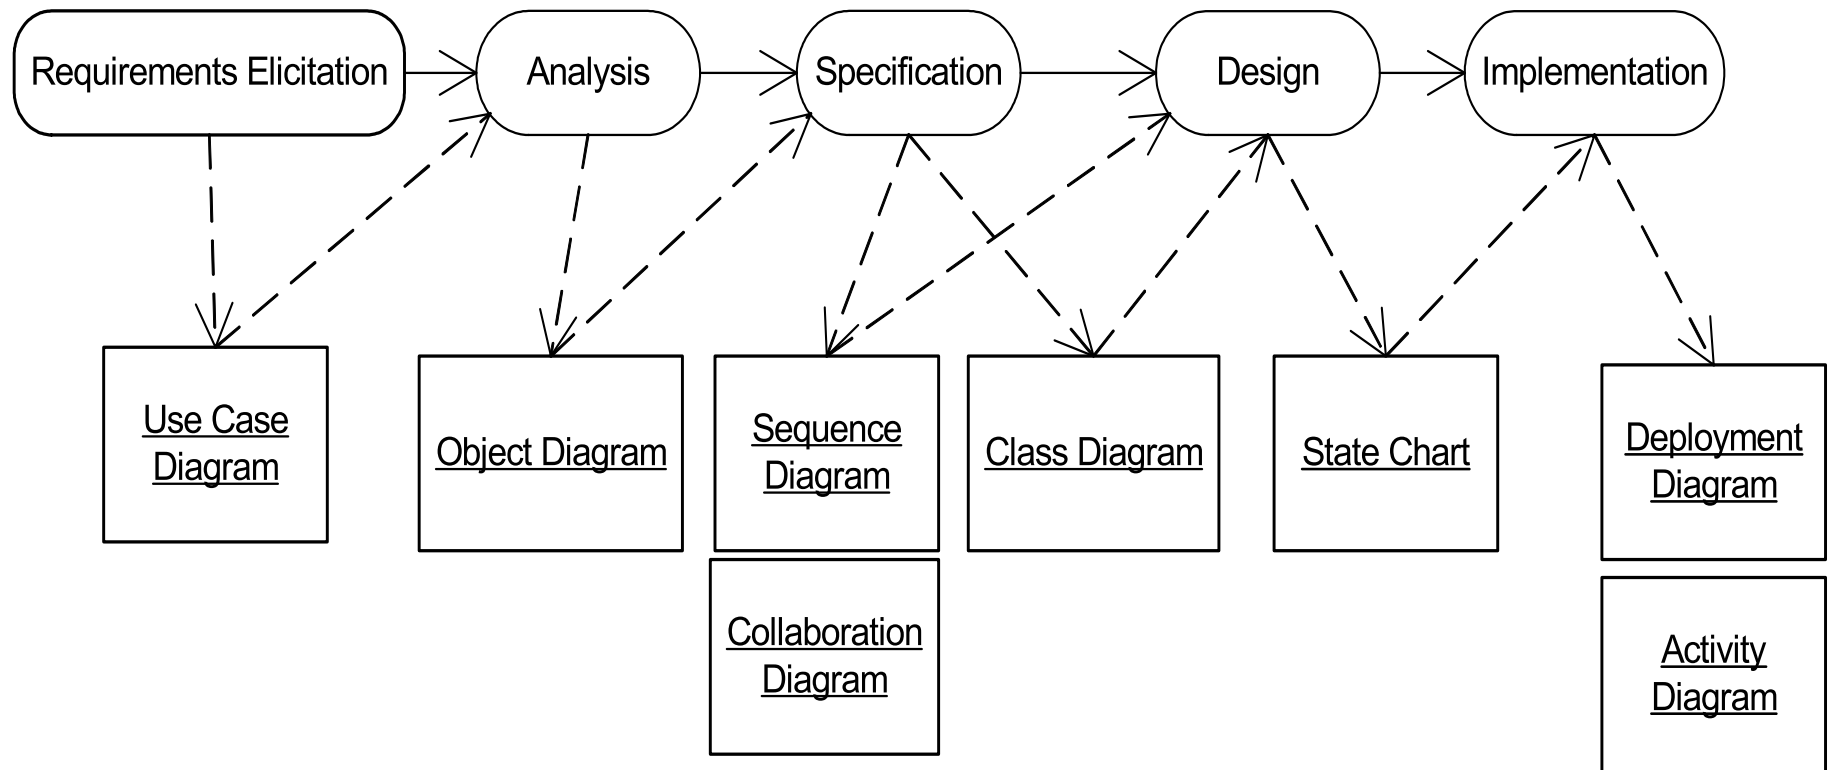 Requirements Elicitation
Analysis
Specification
Design
Implementation
Use Case
Diagram
Object Diagram
Sequence
Diagram
Class Diagram
State Chart
Deployment
Diagram
Collaboration
Diagram
Activity
Diagram